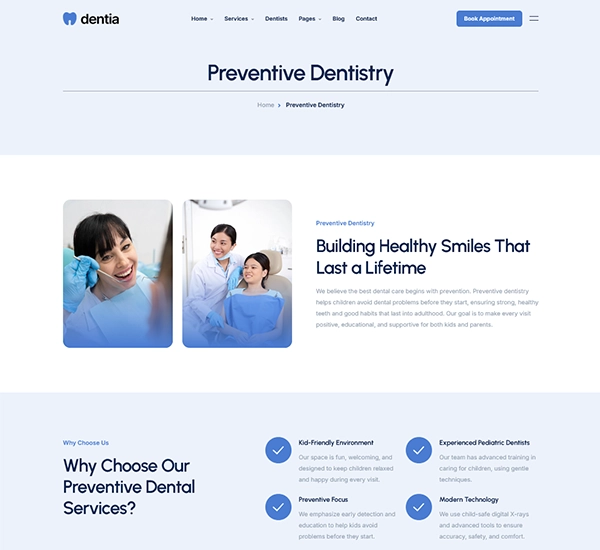 dentia
Home Services Dentists Pages Blog Contact
Book Appointment
Preventive Dentistry
Home > Preventive Dentistry
Preventive Dentistry
Building Healthy Smiles That
Last a Lifetime
We believe the best dental care begins with prevention. Preventive dentistry
helps children avoid dental problems before they start, ensuring strong, healthy
teeth and good habits that last into adulthood. Our goal is to make every visit
positive, educational, and supportive for both kids and parents.
Why Choose Us
Why Choose Our
Preventive Dental
Services?
Kid-Friendly Environment
Our space is fun, welcoming, and
designed to keep children relaxed
and happy during every visit.
Experienced Pediatric Dentists
Our team has advanced training in
caring for children, using gentle
techniques.
Preventive Focus
We emphasize early detection and
education to help kids avoid
problems before they start.
Modern Technology
We use child-safe digital X-rays
and advanced tools to ensure
accuracy, safety, and comfort.